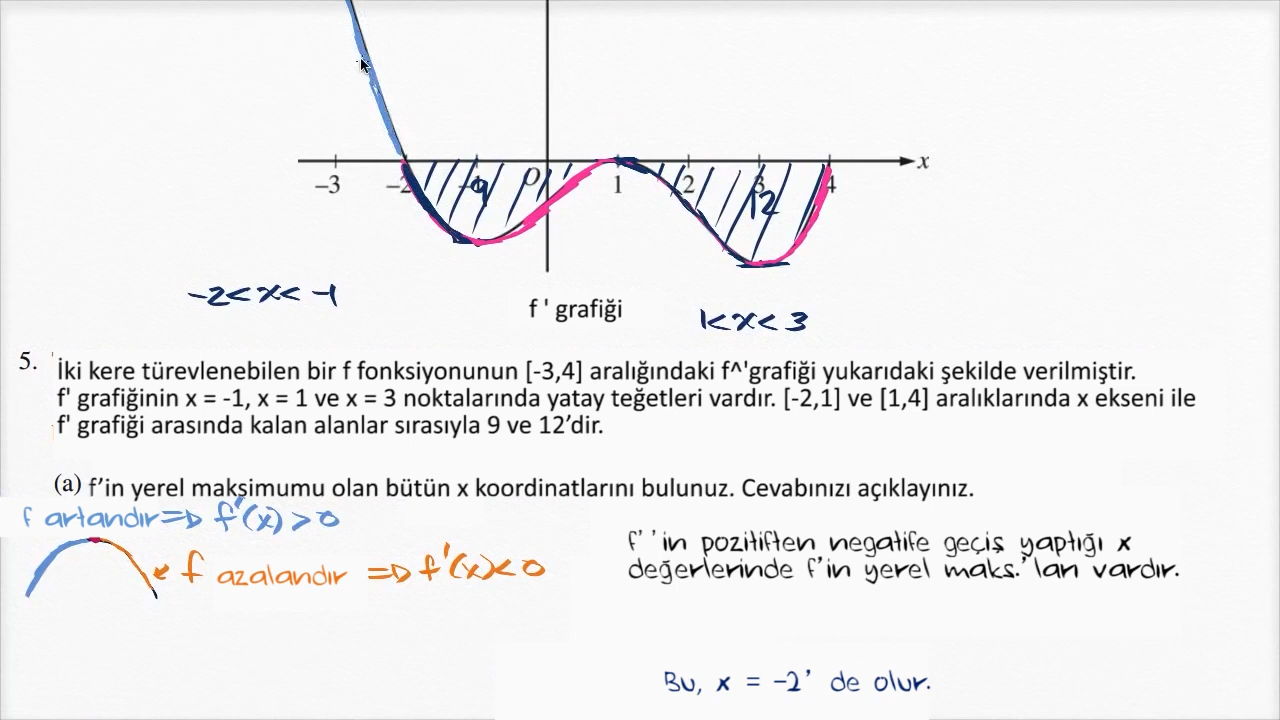 x
-3 -2 -1 O 1 2 3 4
9 12
-2<x<-1
f ' grafiği
1<x<3
5. İki kere türevlenebilen bir f fonksiyonunun [-3,4] aralığındaki f^'grafiği yukarıdaki şekilde verilmiştir.
f' grafiğinin x = -1, x = 1 ve x = 3 noktalarında yatay teğetleri vardır. [-2,1] ve [1,4] aralıklarında x ekseni ile
f' grafiği arasında kalan alanlar sırasıyla 9 ve 12'dir.
(a) f'in yerel maksimumu olan bütün x koordinatlarını bulunuz. Cevabınızı açıklayınız.
f artandır => f'(x) > 0
f azalandır => f'(x)<0
f' 'in pozitiften negatife geçiş yaptığı x
değerlerinde f'in yerel maks.'ları vardır.
Bu, x = -2' de olur.